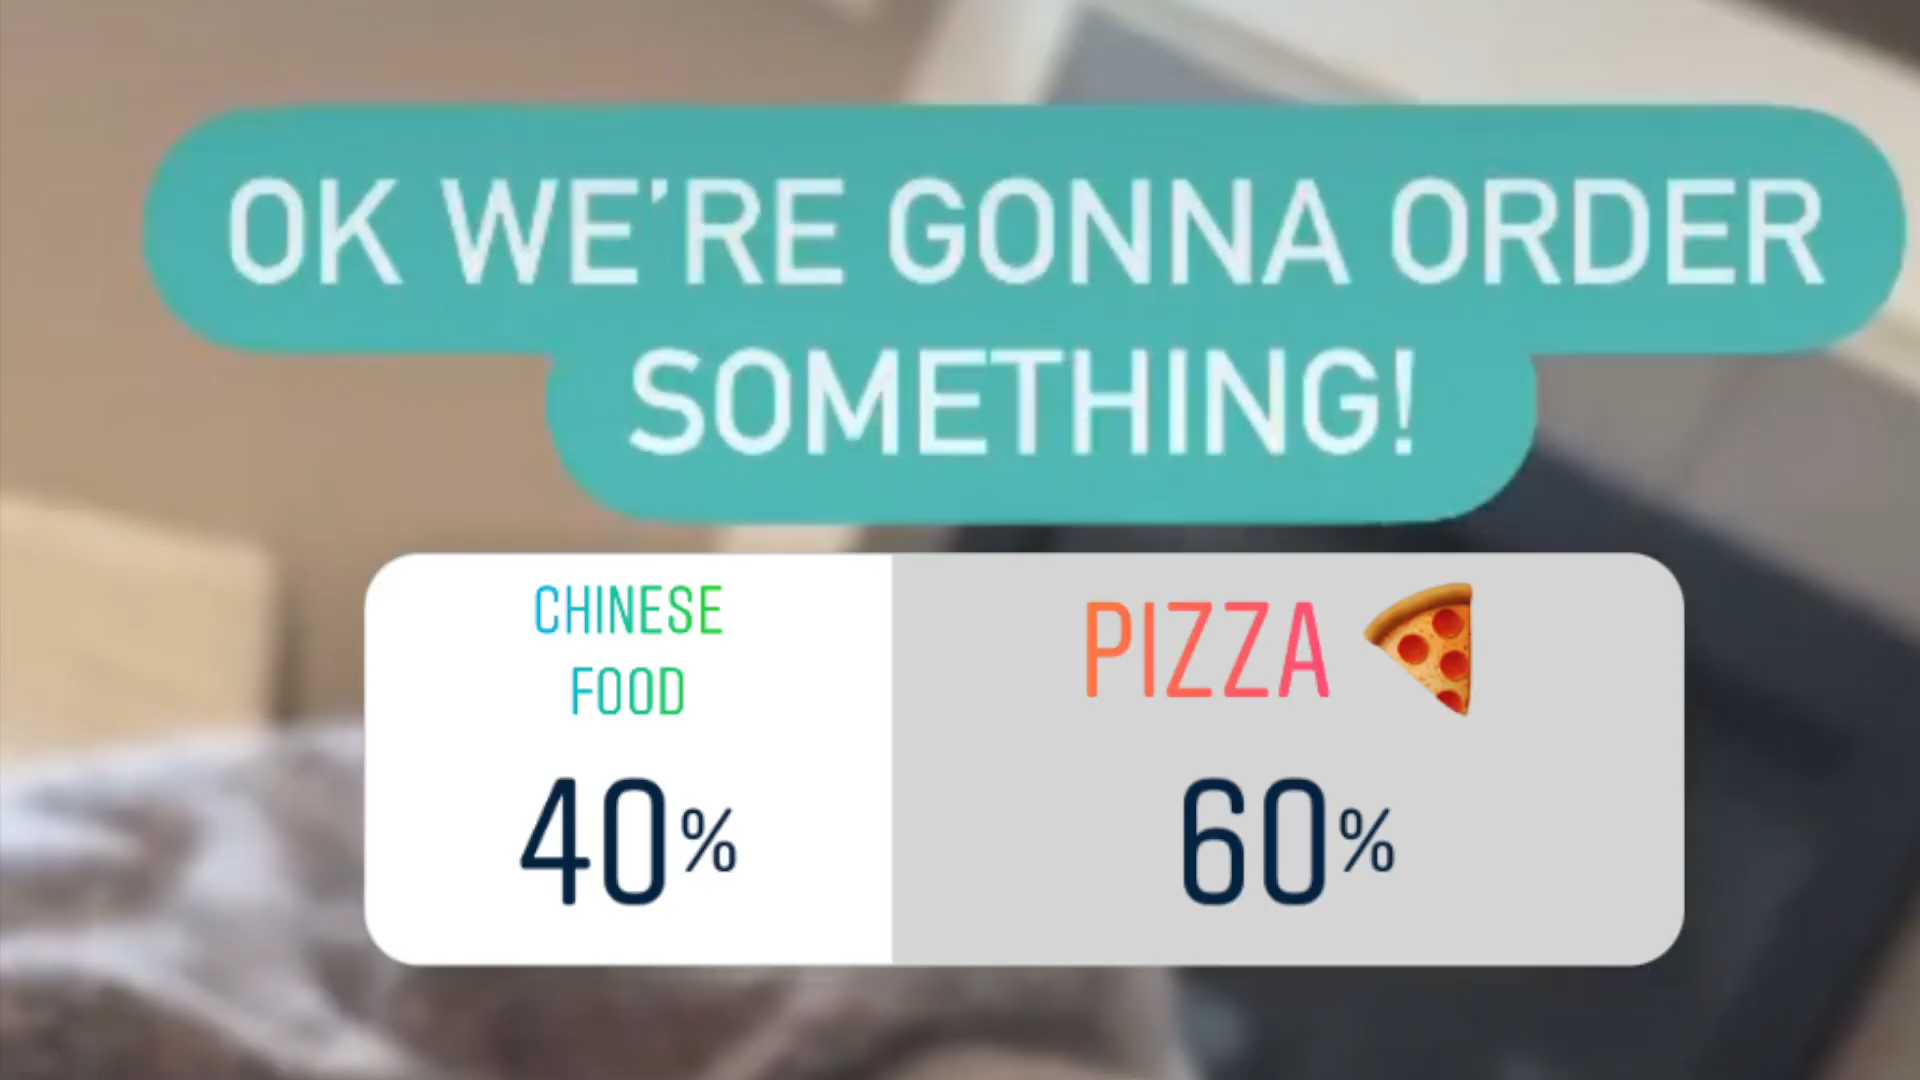 OK WE'RE GONNA ORDER
SOMETHING!
CHINESE
FOOD
PIZZA 🍕
40%
60%